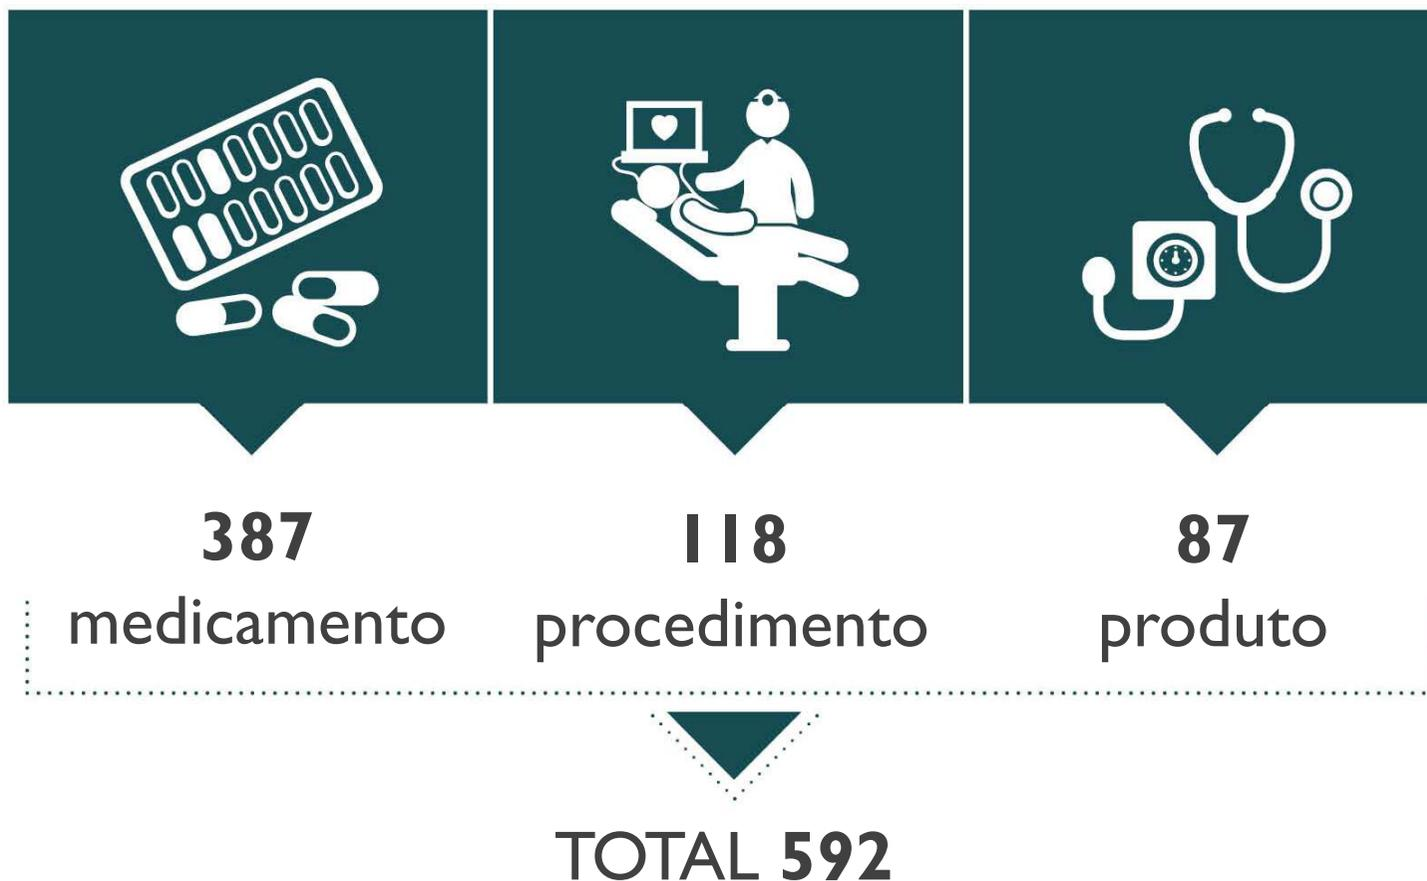 387
medicamento
118
procedimento
87
produto
TOTAL 592